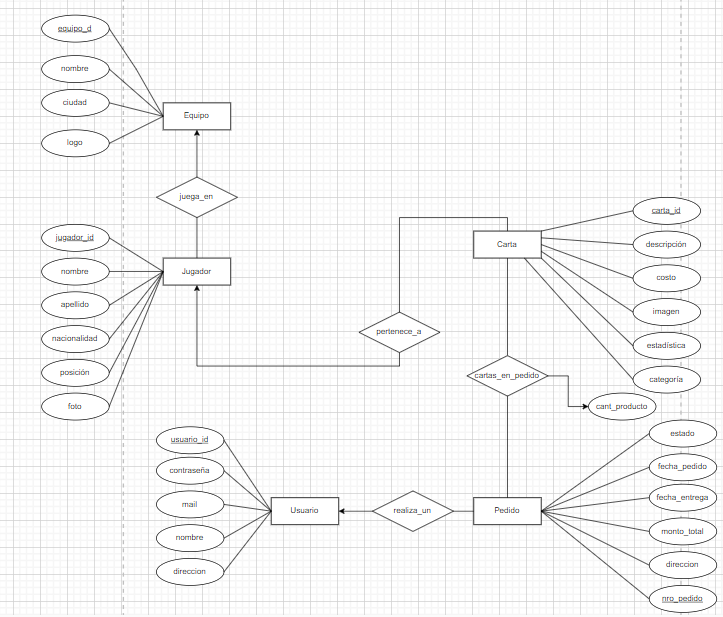 equipo_d
nombre
ciudad
logo
Equipo
juega_en
jugador_id
nombre
apellido
nacionalidad
posición
foto
Jugador
pertenece_a
Carta
carta_id
descripción
costo
imagen
estadística
categoría
cartas_en_pedido
cant_producto
usuario_id
contraseña
mail
nombre
direccion
Usuario
realiza_un
Pedido
estado
fecha_pedido
fecha_entrega
monto_total
direccion
nro_pedido